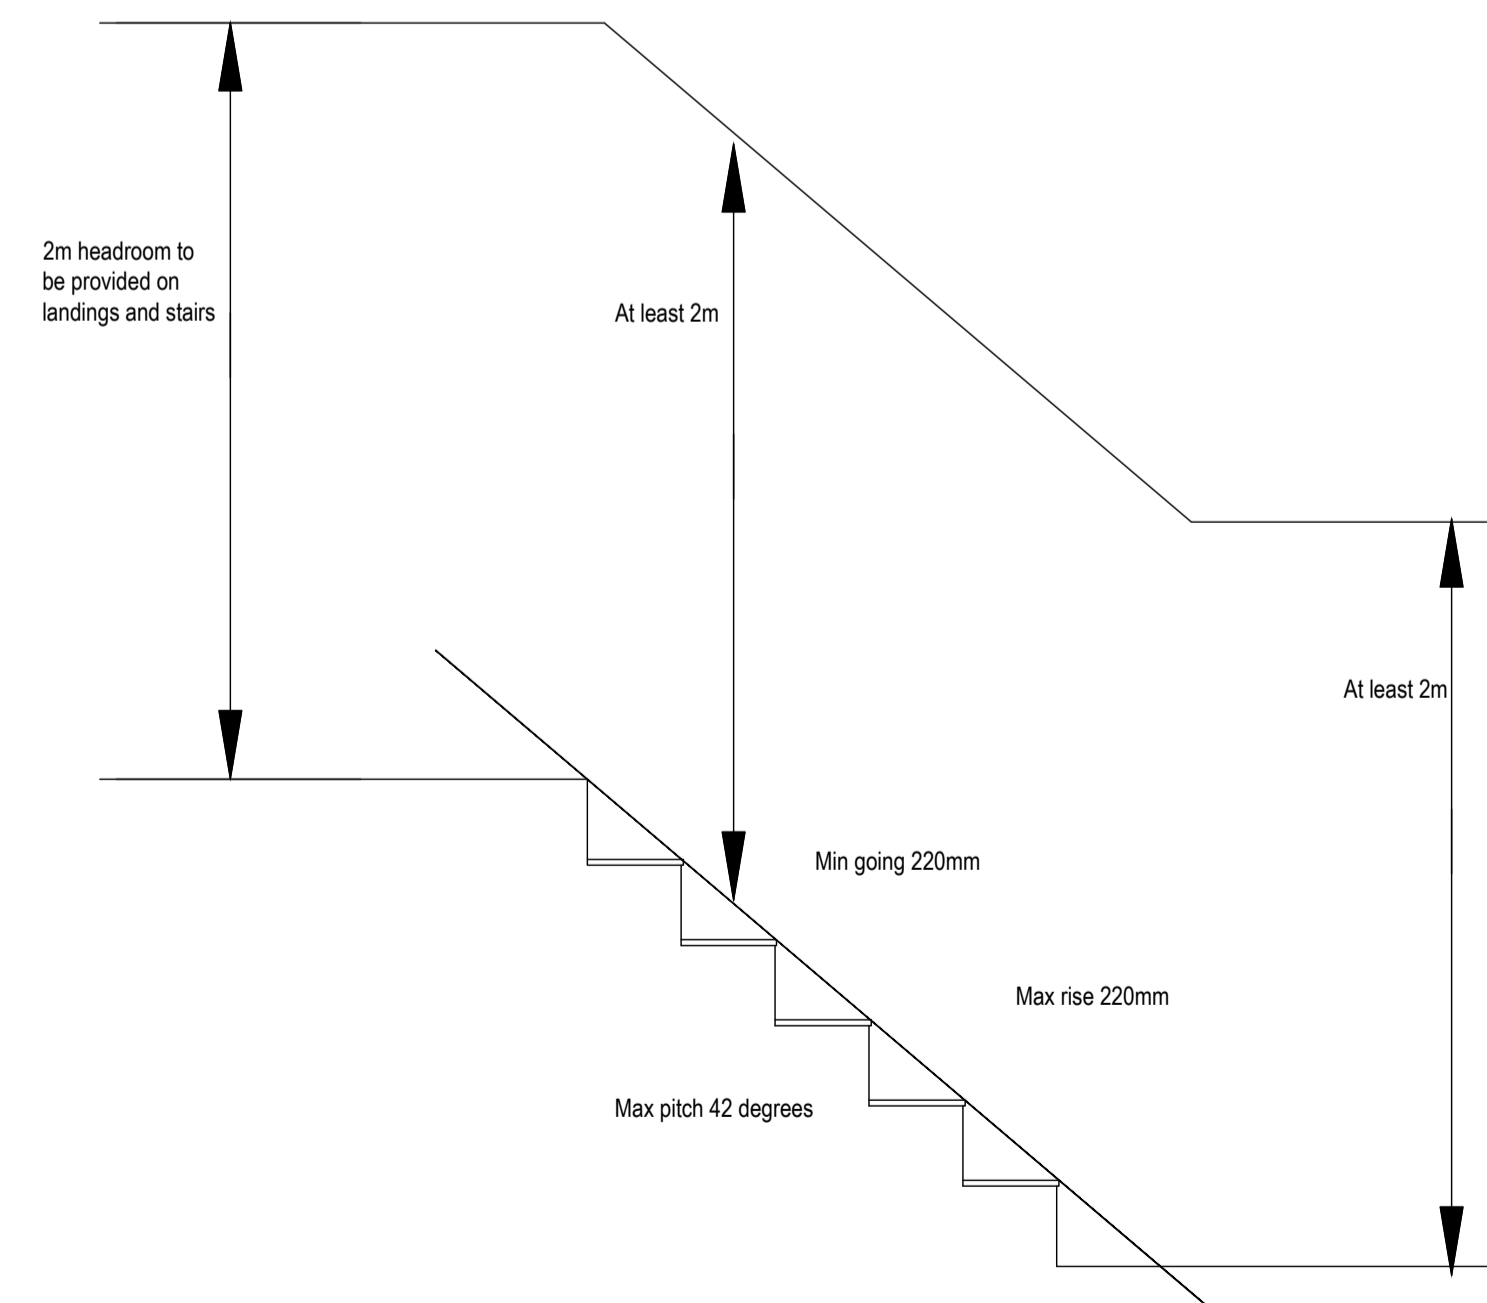 2m headroom to
be provided on
landings and stairs
At least 2m
At least 2m
Min going 220mm
Max rise 220mm
Max pitch 42 degrees